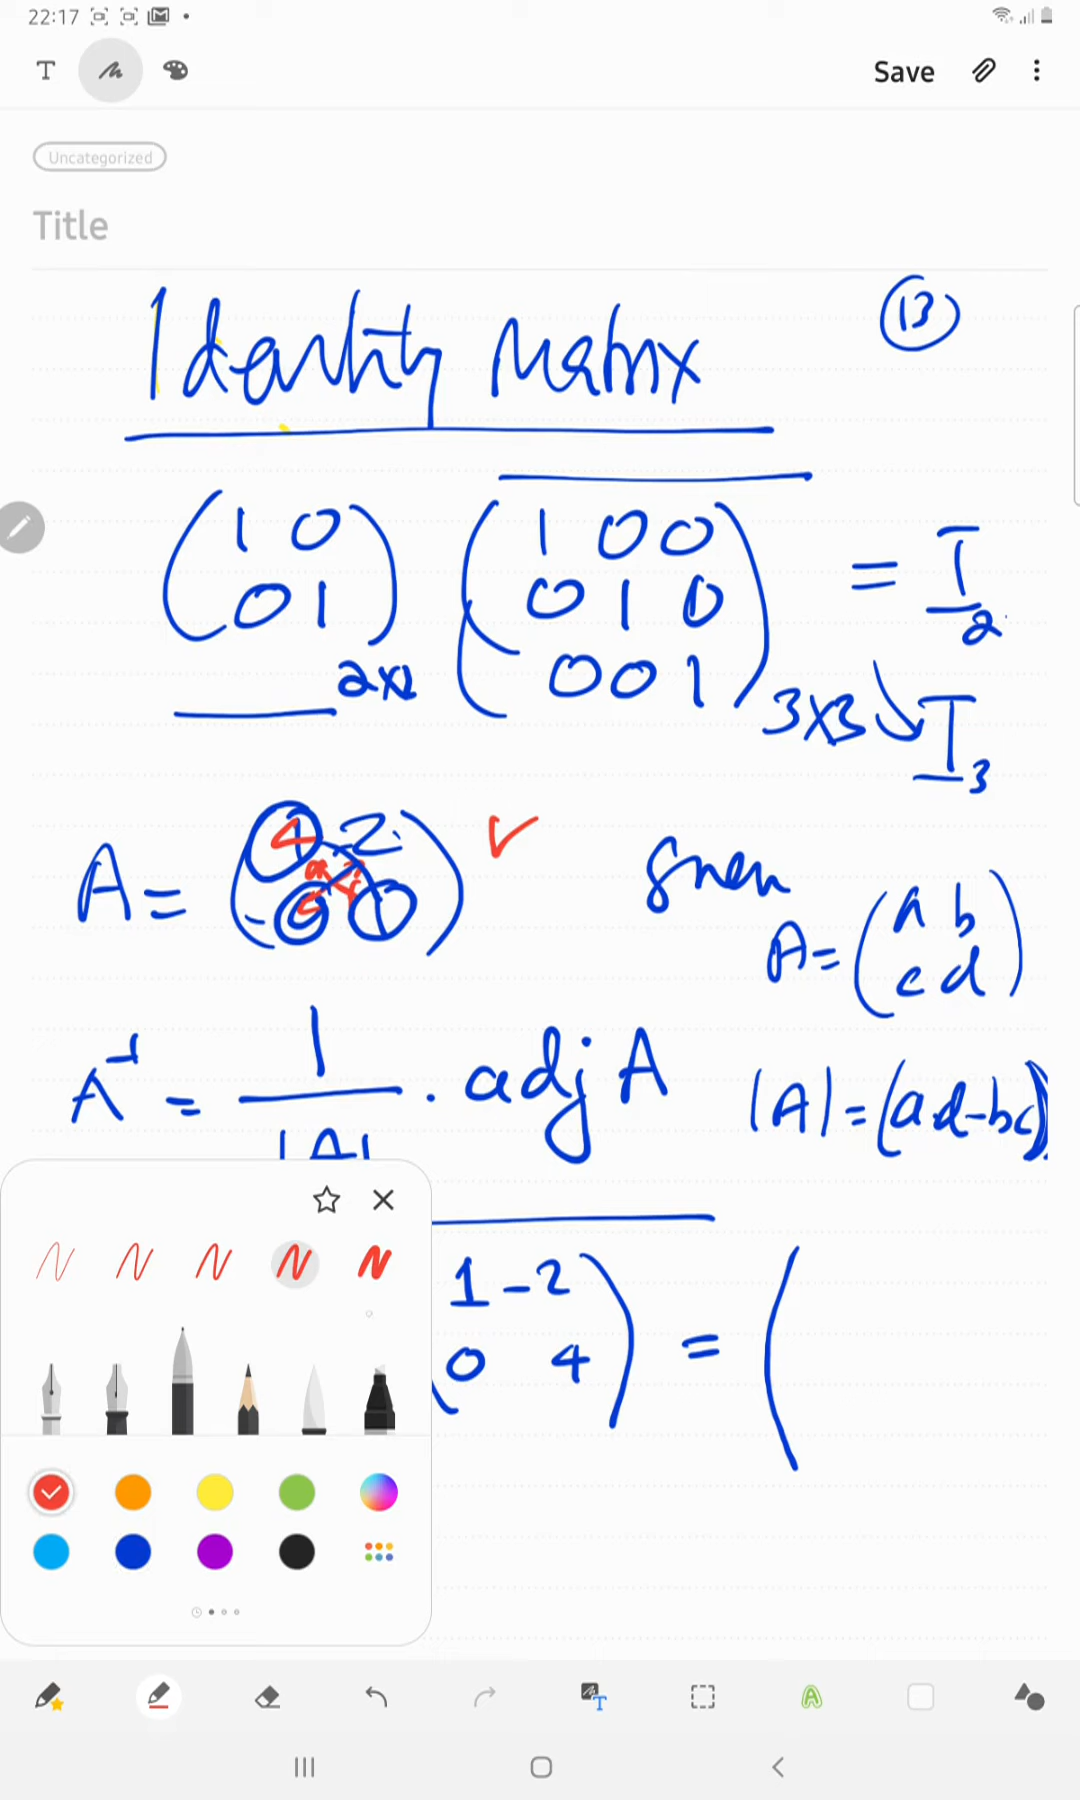 22:17
T Save
Uncategorized
Title
Identity Matrix 13
1 0 1 0 0 = I2
0 1 0 1 0
2x2 0 0 1 3x3 I3
A = 4 -2
1
given
A = a b
c d
A^-1 = 1 . adj A |A| = (ad-bc)
|A|
1 -2
0 4 = (
T
A